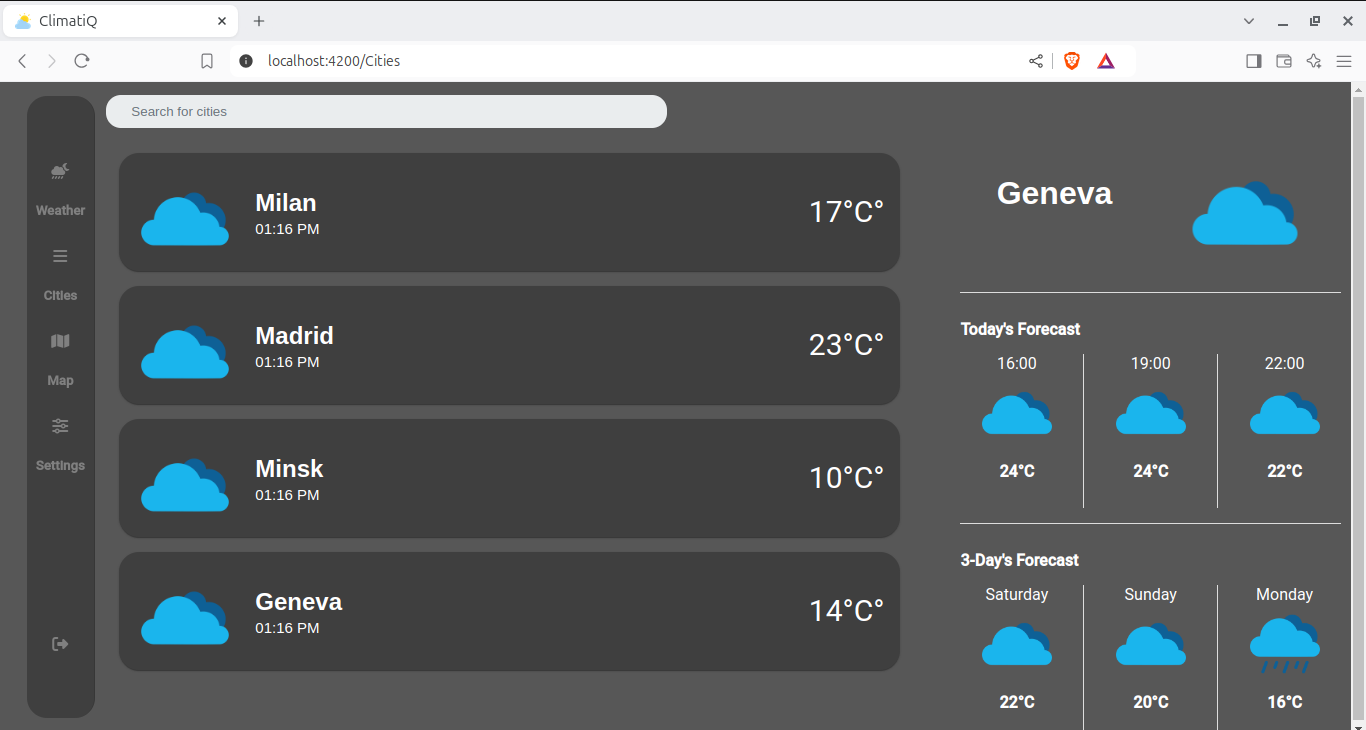 ClimatiQ
localhost:4200/Cities
Search for cities
Weather
Cities
Map
Settings
Milan
01:16 PM
17°C°
Madrid
01:16 PM
23°C°
Minsk
01:16 PM
10°C°
Geneva
01:16 PM
14°C°
Geneva
Today's Forecast
16:00 19:00 22:00
24°C 24°C 22°C
3-Day's Forecast
Saturday Sunday Monday
22°C 20°C 16°C